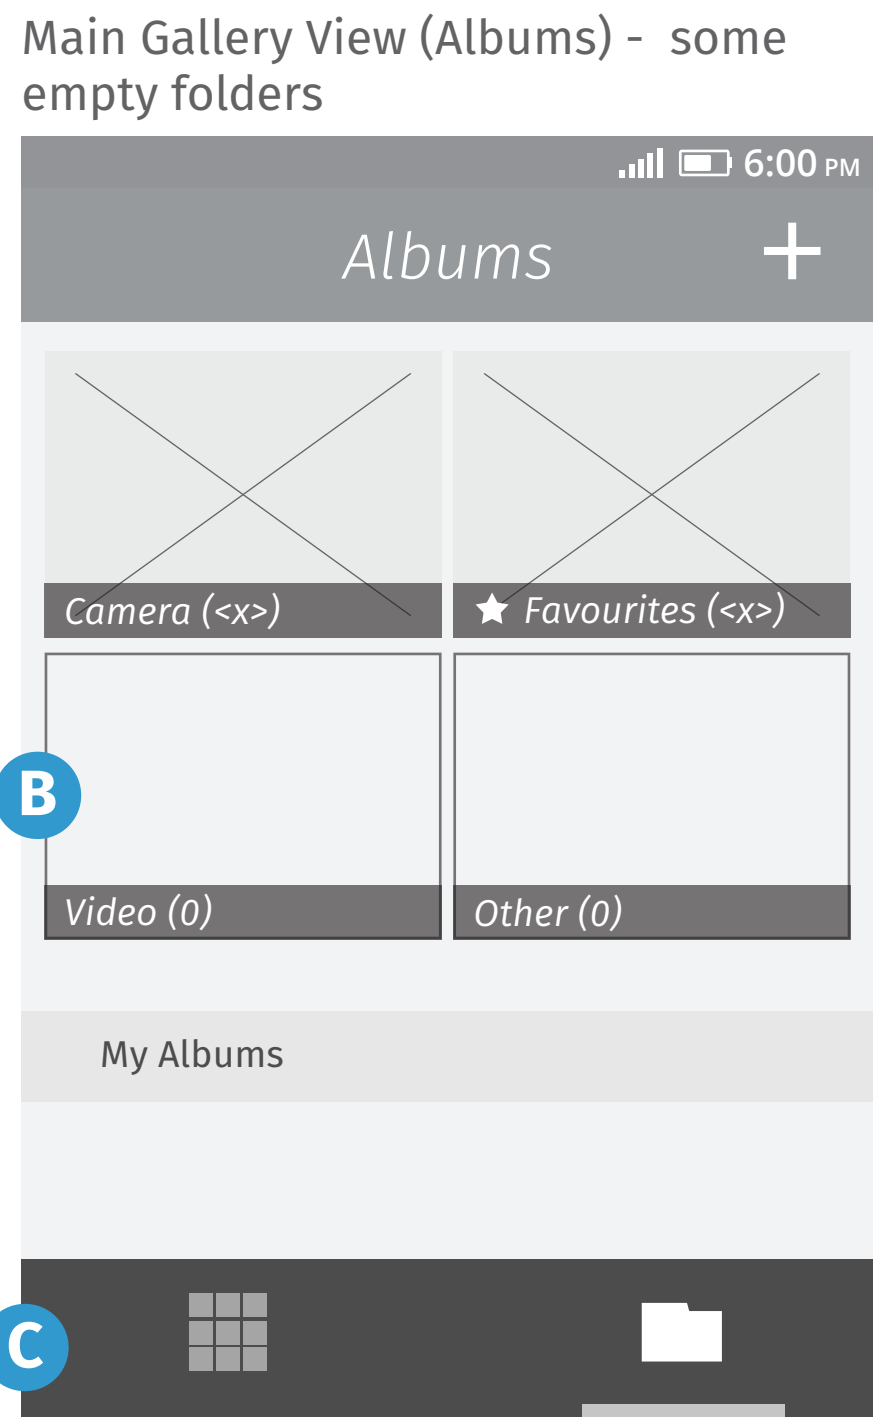 Main Gallery View (Albums) - some
empty folders
6:00 PM
Albums
Camera (<x>)
Favourites (<x>)
B
Video (0)
Other (0)
My Albums
C